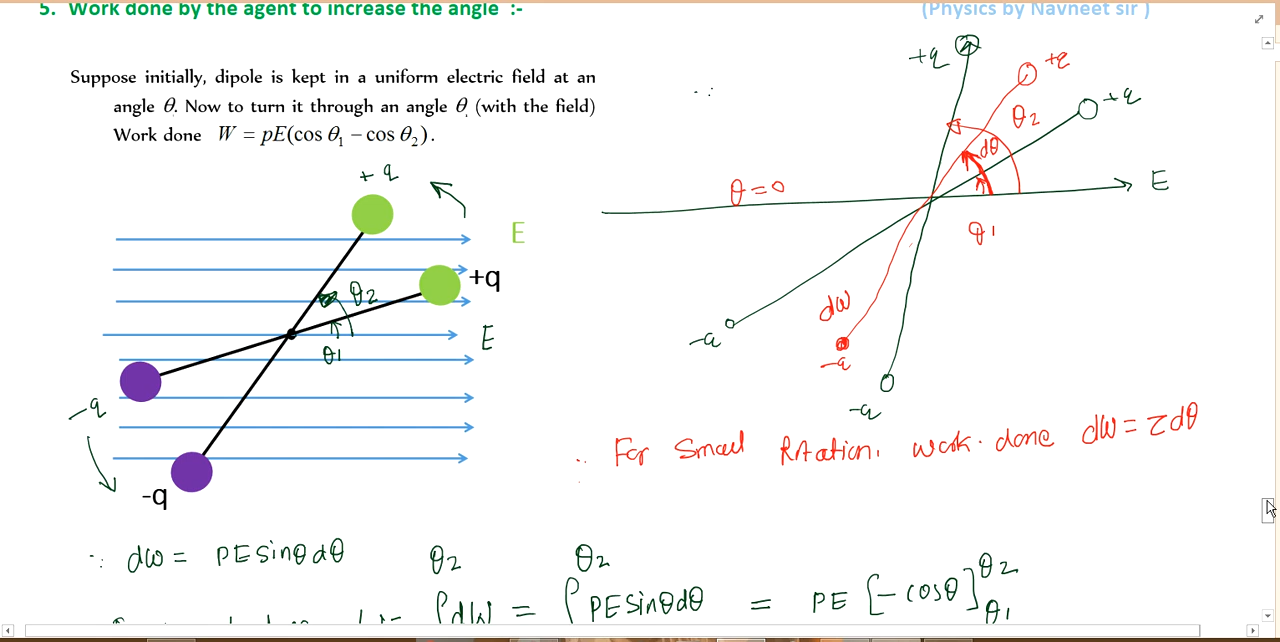 5. Work done by the agent to increase the angle :-
(Physics by Navneet sir )
Suppose initially, dipole is kept in a uniform electric field at an
angle θ. Now to turn it through an angle θ, (with the field)
Work done W = pE(cos θ₁ – cos θ₂).
+q
E
+q
θ2
E
θ1
-q
-q
∴
+q
+q
+q
θ2
dθ
θ=0
E
θ1
dW
-q
-q
-q
∴ For Small Rotation, work done dW = τdθ
∴ dW = PE sinθ dθ
θ2 θ2
∫dW = ∫PE sinθdθ = PE [- cosθ]θ2 θ1